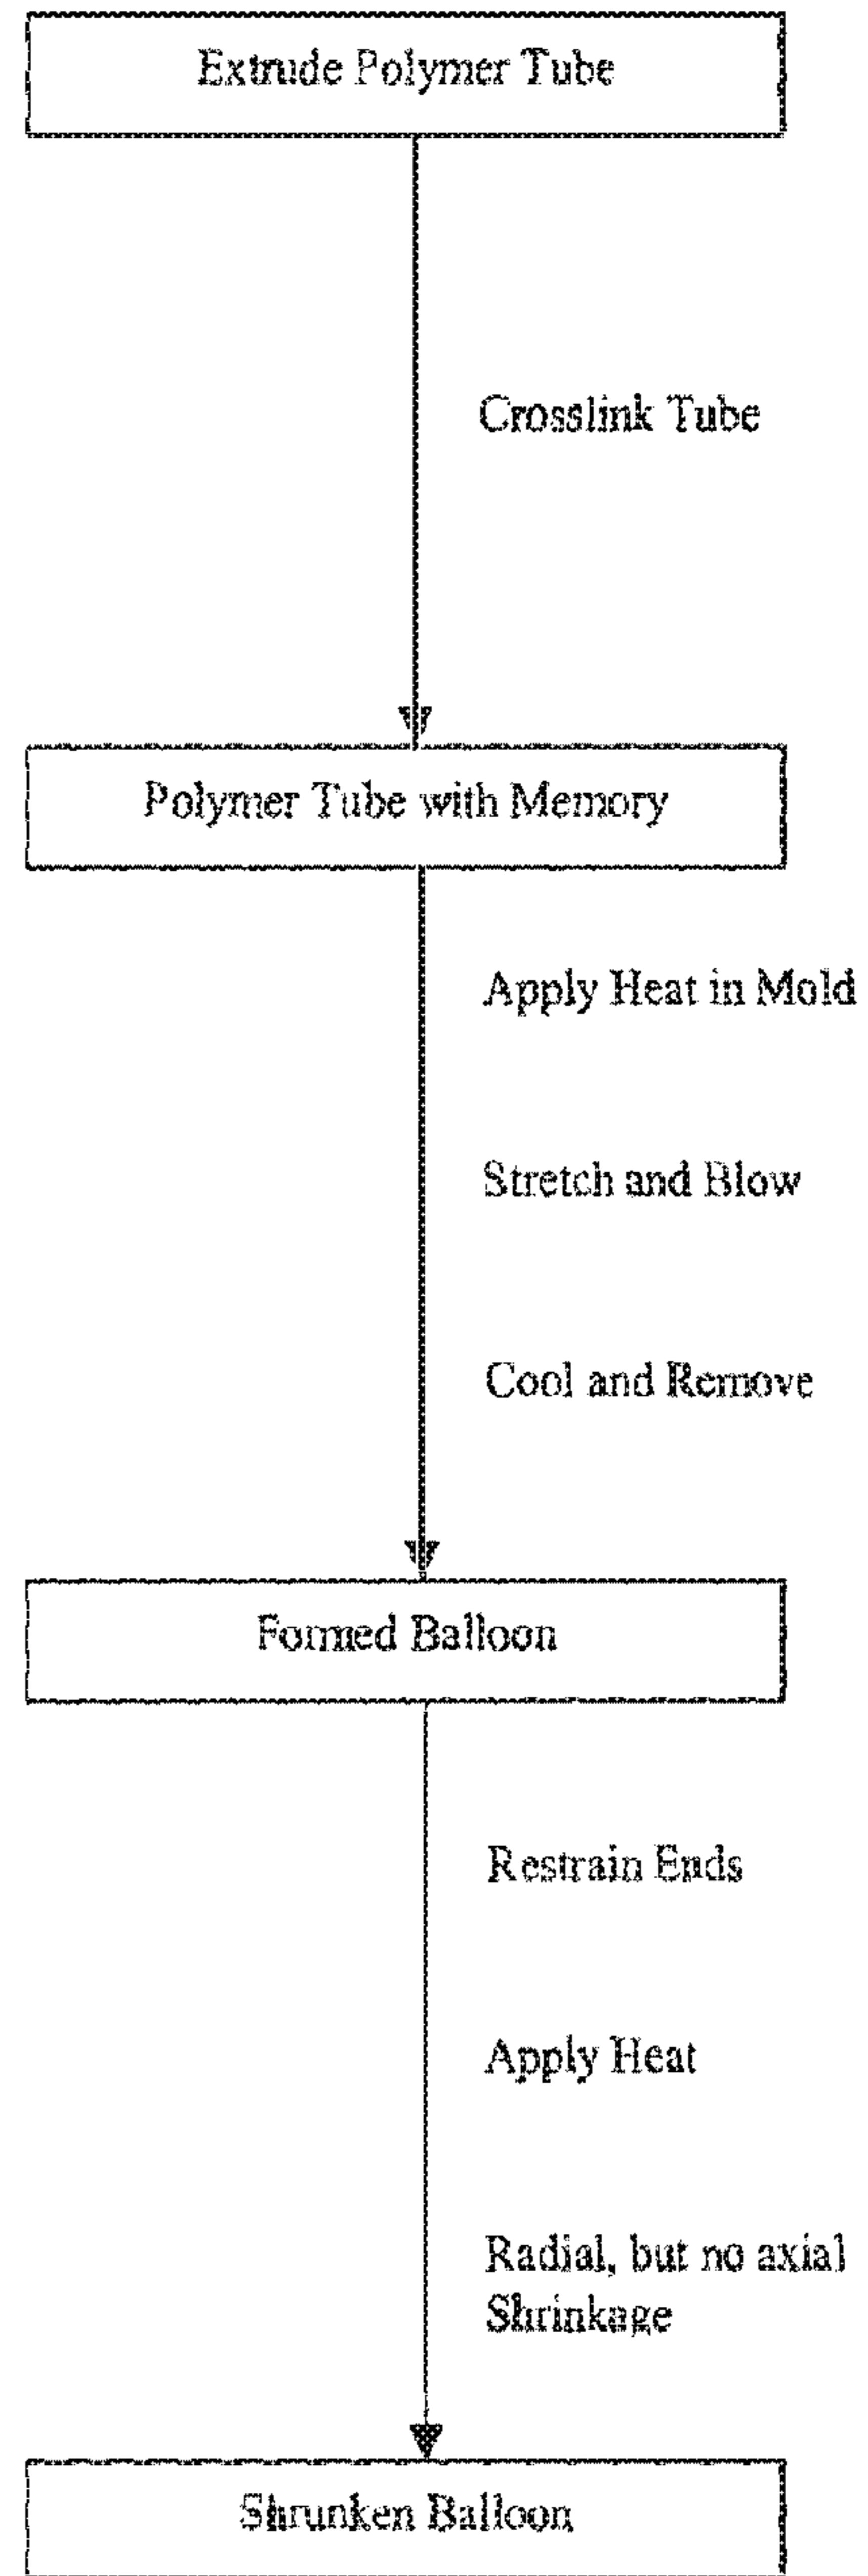 Extrude Polymer Tube
Crosslink Tube
Polymer Tube with Memory
Apply Heat in Mold
Stretch and Blow
Cool and Remove
Formed Balloon
Restrain Ends
Apply Heat
Radial, but no axial
Shrinkage
Shrunken Balloon